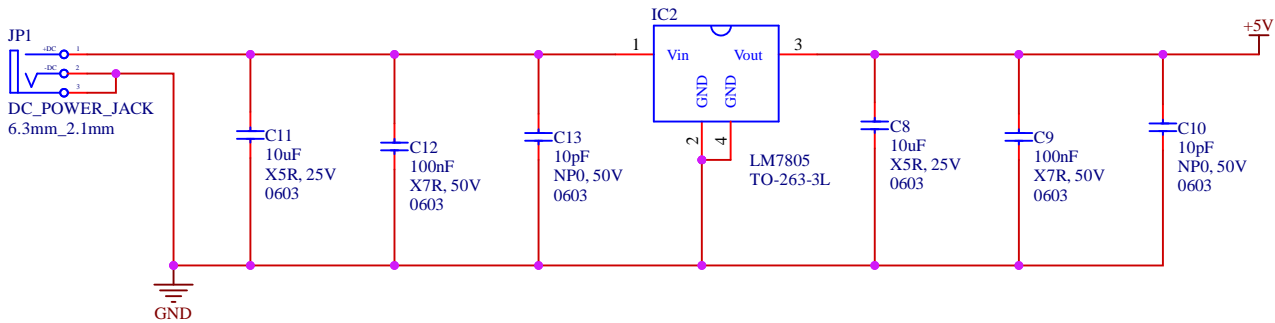 JP1
+DC 1
-DC 2
3
DC_POWER_JACK
6.3mm_2.1mm
C11
10uF
X5R, 25V
0603
C12
100nF
X7R, 50V
0603
C13
10pF
NP0, 50V
0603
IC2
1
Vin
Vout
3
GND
GND
2
4
LM7805
TO-263-3L
C8
10uF
X5R, 25V
0603
C9
100nF
X7R, 50V
0603
C10
10pF
NP0, 50V
0603
+5V
GND